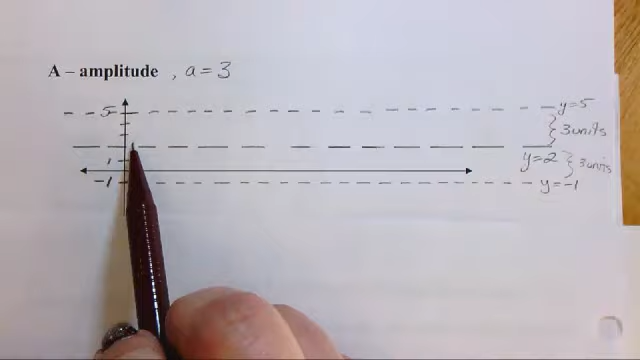 A – amplitude , a = 3
5 y=5
3 units
1 y=2 3 units
-1 y=-1